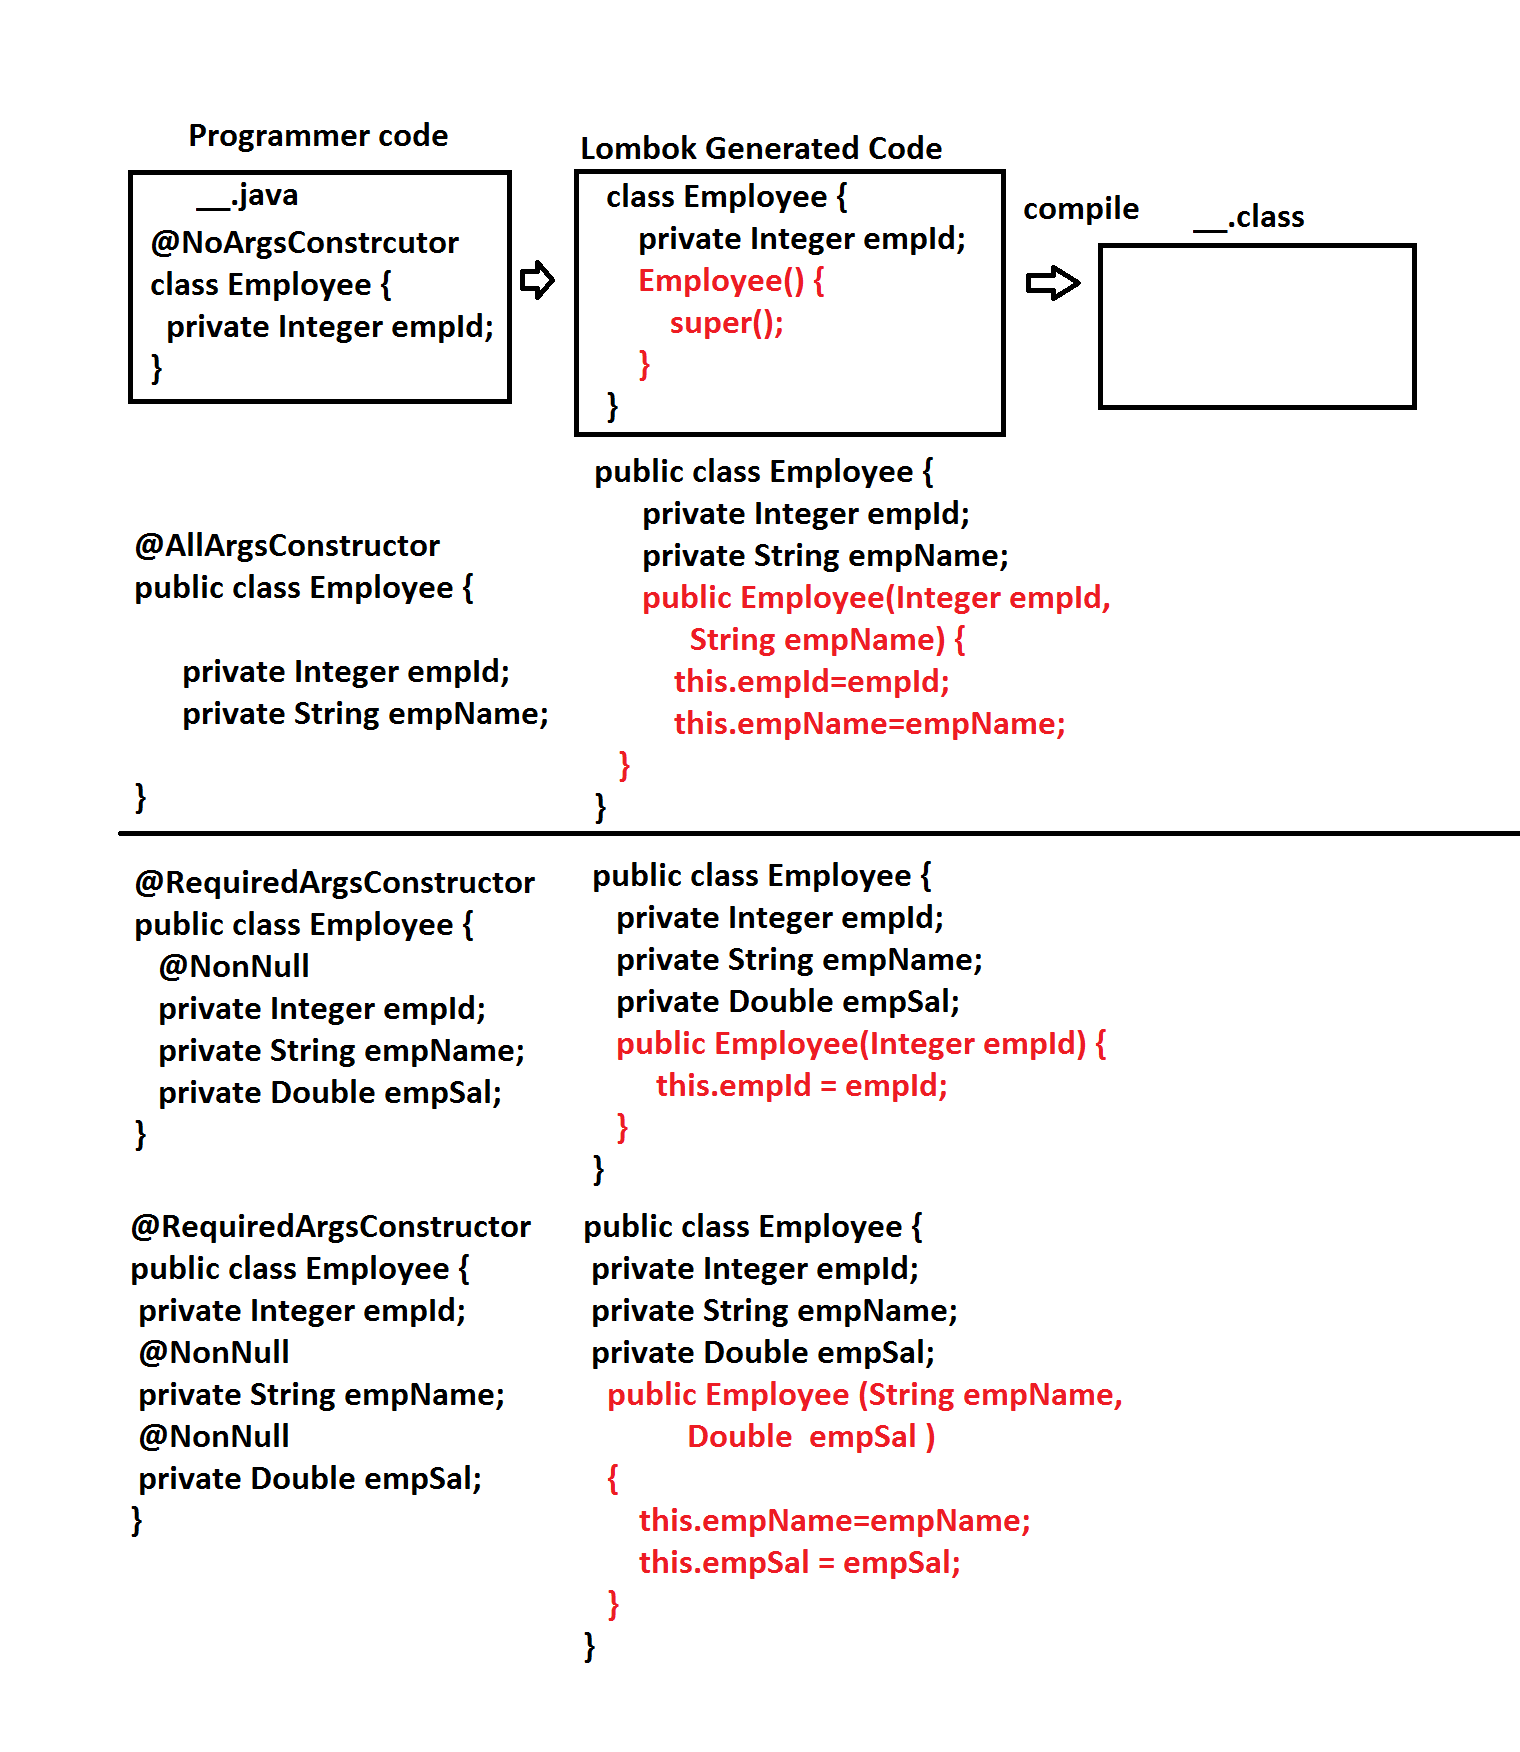 Programmer code
__.java
@NoArgsConstrcutor
class Employee {
private Integer empId;
}
Lombok Generated Code
class Employee {
private Integer empId;
Employee() {
super();
}
}
compile
__.class
@AllArgsConstructor
public class Employee {
private Integer empId;
private String empName;
}
public class Employee {
private Integer empId;
private String empName;
public Employee(Integer empId,
String empName) {
this.empId=empId;
this.empName=empName;
}
}
@RequiredArgsConstructor
public class Employee {
@NonNull
private Integer empId;
private String empName;
private Double empSal;
}
public class Employee {
private Integer empId;
private String empName;
private Double empSal;
public Employee(Integer empId) {
this.empId = empId;
}
}
@RequiredArgsConstructor
public class Employee {
private Integer empId;
@NonNull
private String empName;
@NonNull
private Double empSal;
}
public class Employee {
private Integer empId;
private String empName;
private Double empSal;
public Employee (String empName,
Double  empSal )
{
this.empName=empName;
this.empSal = empSal;
}
}